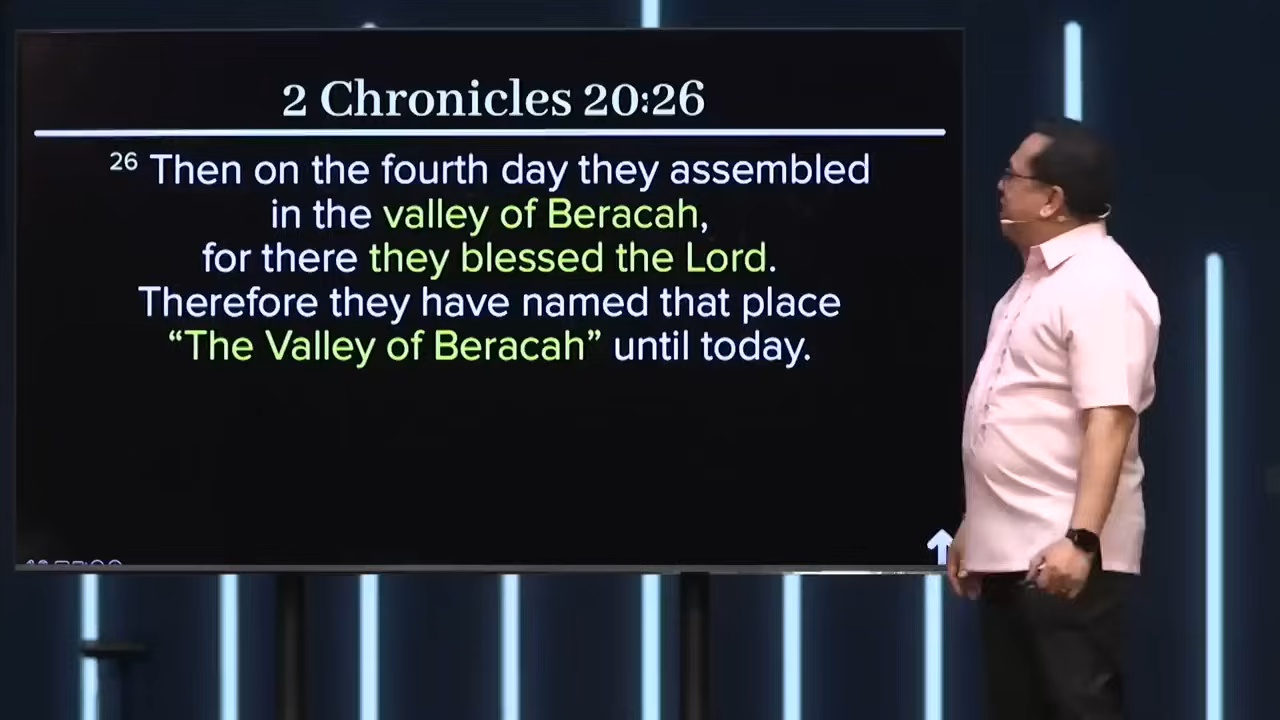 2 Chronicles 20:26
26 Then on the fourth day they assembled
in the valley of Beracah,
for there they blessed the Lord.
Therefore they have named that place
“The Valley of Beracah” until today.